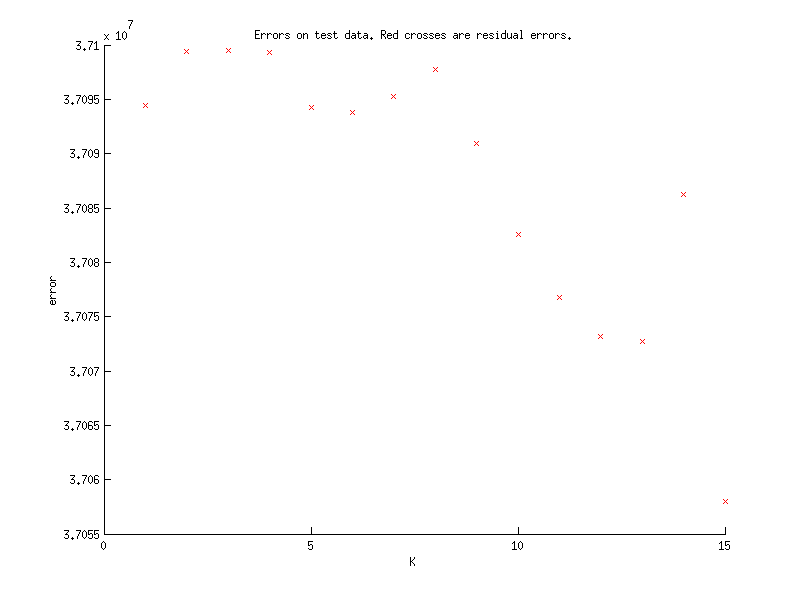 x 10^7
Errors on test data. Red crosses are residual errors.
3.71
3.7095
3.709
3.7085
3.708
3.7075
3.707
3.7065
3.706
3.7055
error
0 5 10 15
K